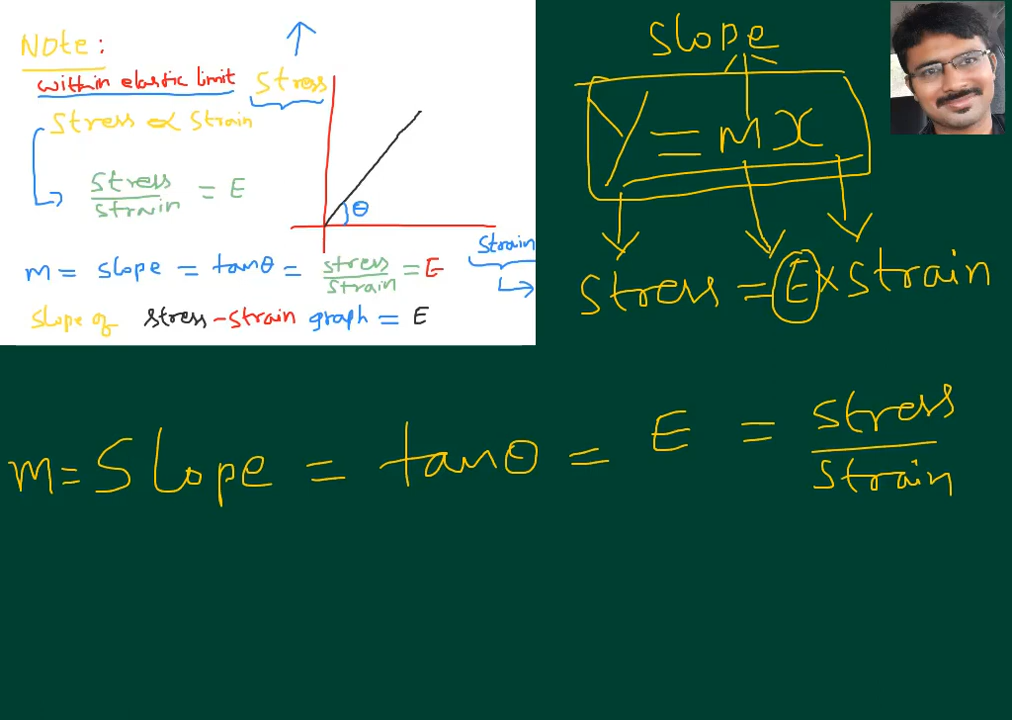 Note:
within elastic limit
Stress ∝ Strain
stress/strain = E
Stress
θ
Strain
m = slope = tanθ = stress/strain = E
slope of stress-strain graph = E
slope
Y = mx
stress = E × strain
m = Slope = tanθ = E = stress/strain